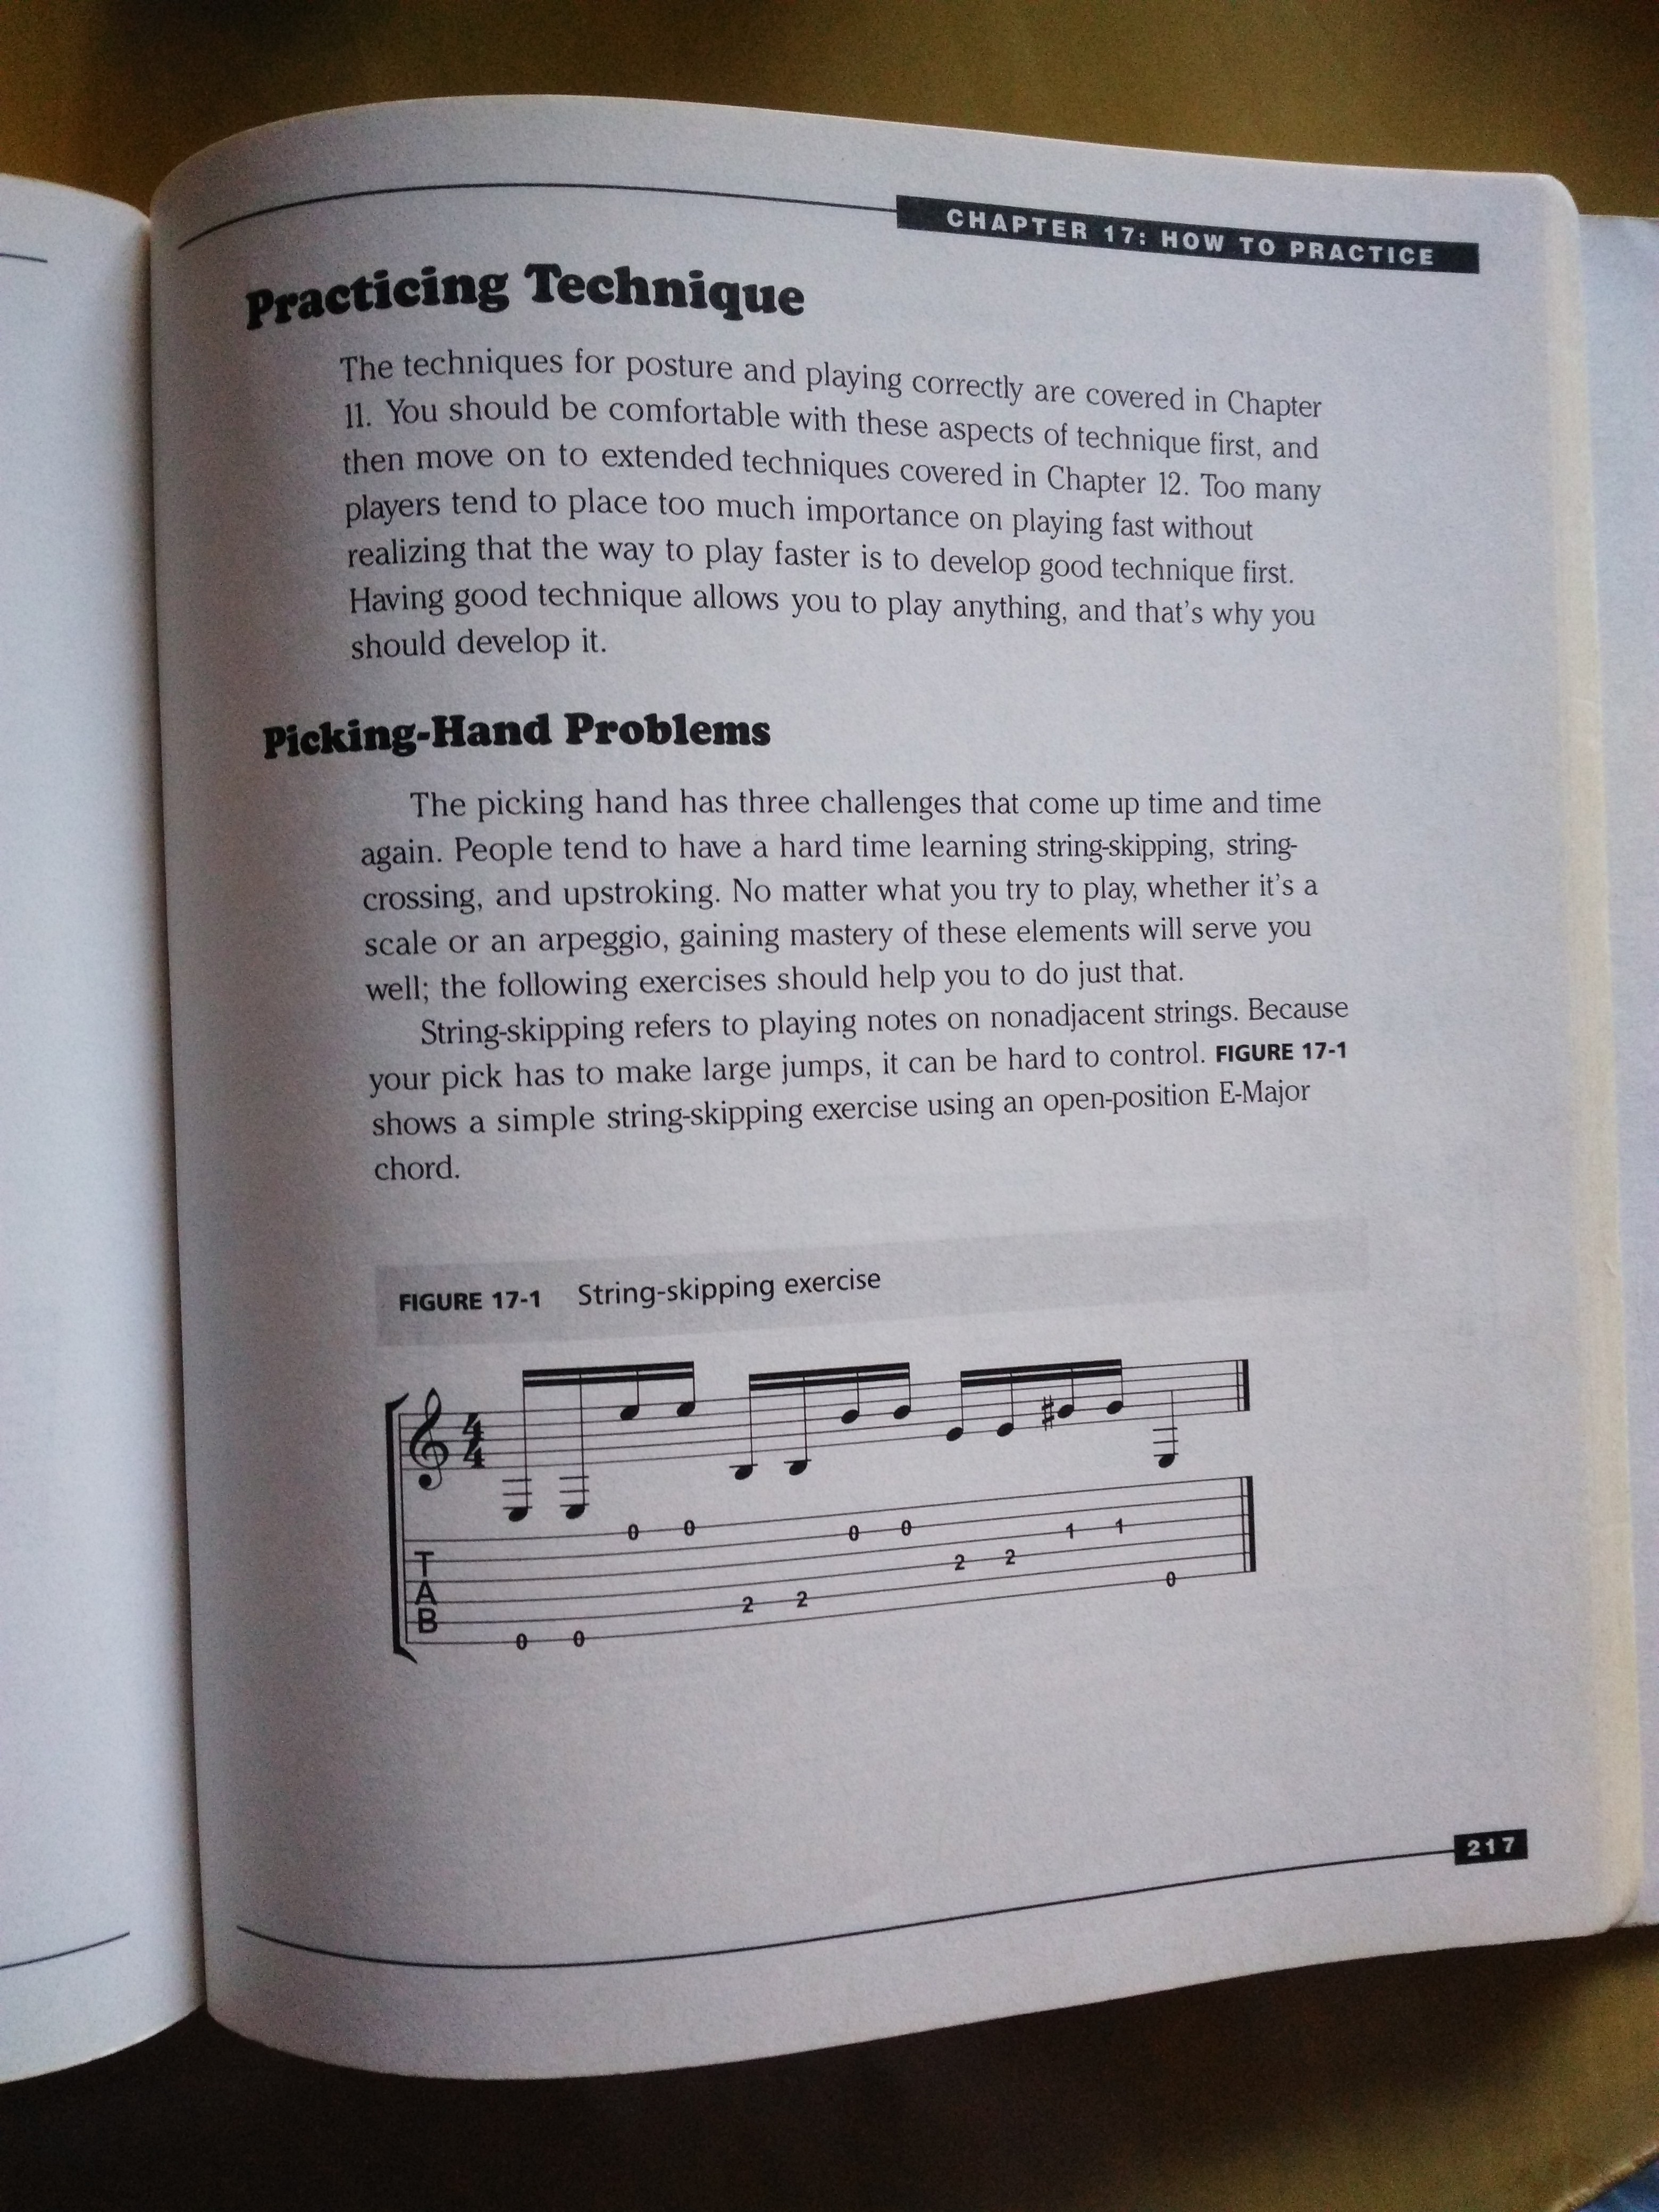 CHAPTER 17: HOW TO PRACTICE
Practicing Technique
The techniques for posture and playing correctly are covered in Chapter
11. You should be comfortable with these aspects of technique first, and
then move on to extended techniques covered in Chapter 12. Too many
players tend to place too much importance on playing fast without
realizing that the way to play faster is to develop good technique first.
Having good technique allows you to play anything, and that's why you
should develop it.
Picking-Hand Problems
The picking hand has three challenges that come up time and time
again. People tend to have a hard time learning string-skipping, string-
crossing, and upstroking. No matter what you try to play, whether it's a
scale or an arpeggio, gaining mastery of these elements will serve you
well; the following exercises should help you to do just that.
String-skipping refers to playing notes on nonadjacent strings. Because
your pick has to make large jumps, it can be hard to control. FIGURE 17-1
shows a simple string-skipping exercise using an open-position E-Major
chord.
FIGURE 17-1 String-skipping exercise
4
4
T
A
B
0 0 0 0 2 2 0 0 2 2 1 1 0
217